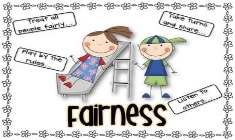 Treat all
people fairly.
Take turns
and share.
Play by the
rules.
Listen to
others.
FAIRNESS